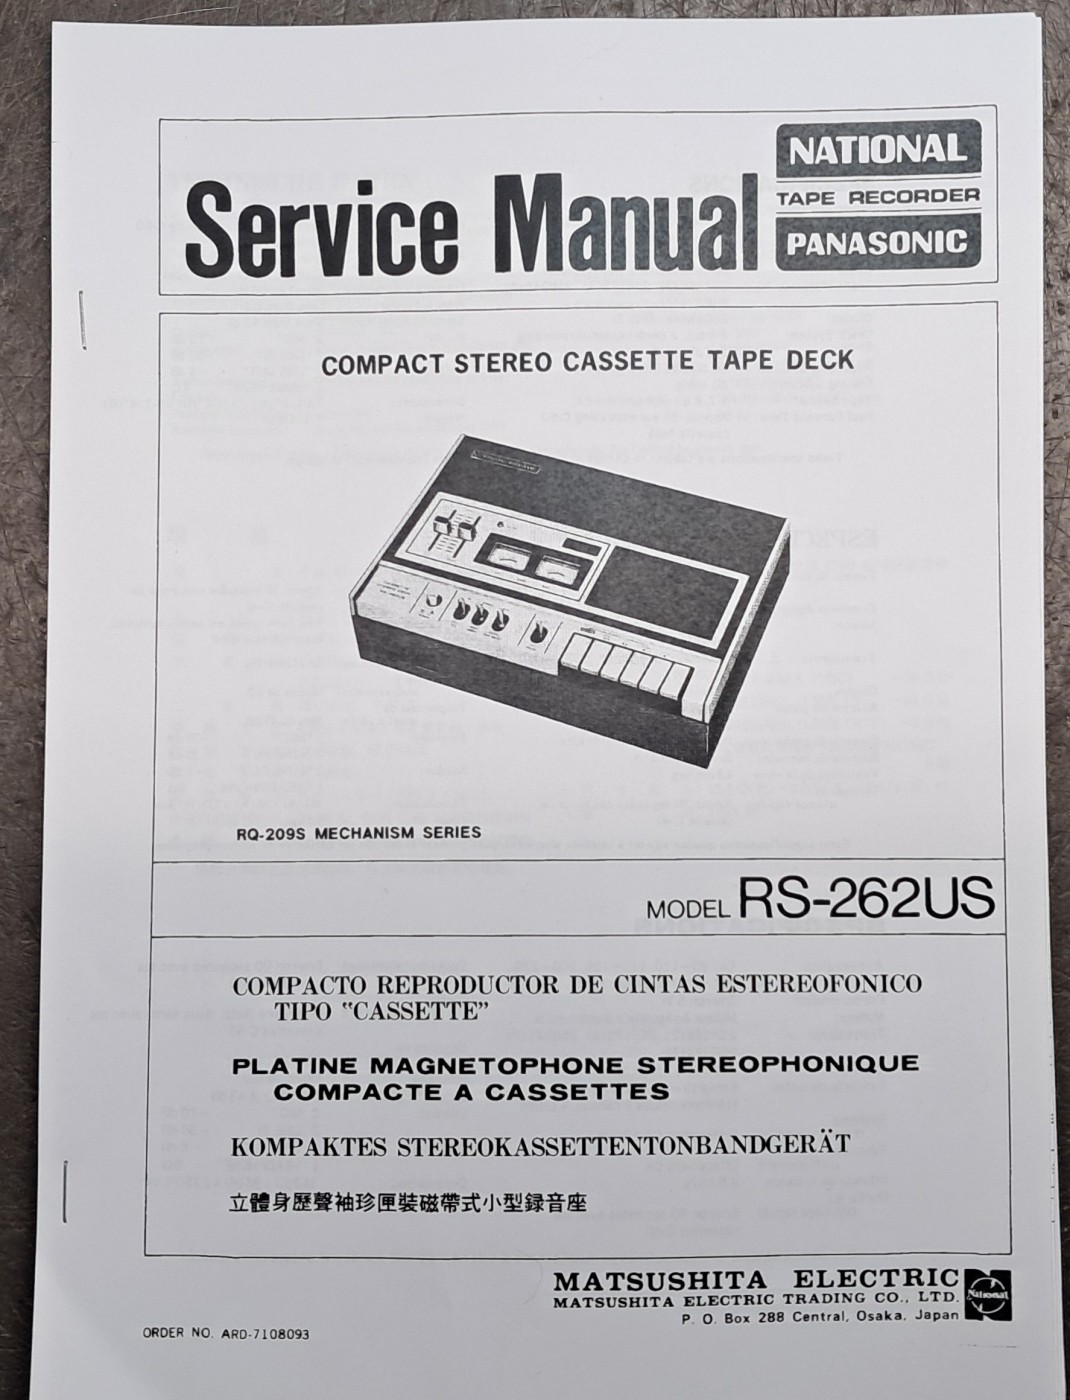 Service Manual
NATIONAL
TAPE RECORDER
PANASONIC
COMPACT STEREO CASSETTE TAPE DECK
RQ-209S MECHANISM SERIES
MODEL RS-262US
COMPACTO REPRODUCTOR DE CINTAS ESTEREOFONICO
TIPO "CASSETTE"
PLATINE MAGNETOPHONE STEREOPHONIQUE
COMPACTE A CASSETTES
KOMPAKTES STEREOKASSETTENTONBANDGERÄT
立體身歷聲袖珍匣裝磁帶式小型録音座
MATSUSHITA ELECTRIC
MATSUSHITA ELECTRIC TRADING CO., LTD.
P. O. Box 288 Central, Osaka, Japan
National
ORDER NO. ARD-7108093